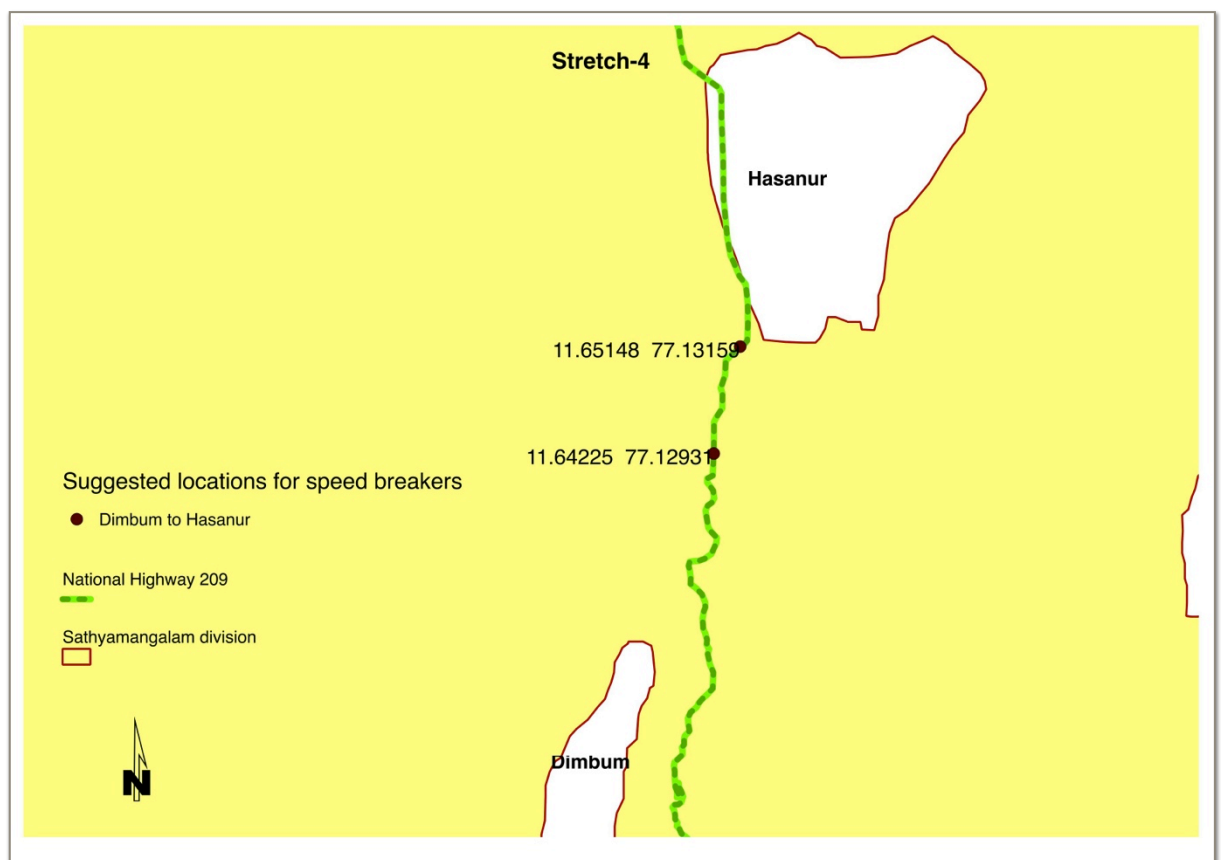 Stretch-4
Hasanur
11.65148 77.13159
11.64225 77.12931
Suggested locations for speed breakers
Dimbum to Hasanur
National Highway 209
Sathyamangalam division
Dimbum
N